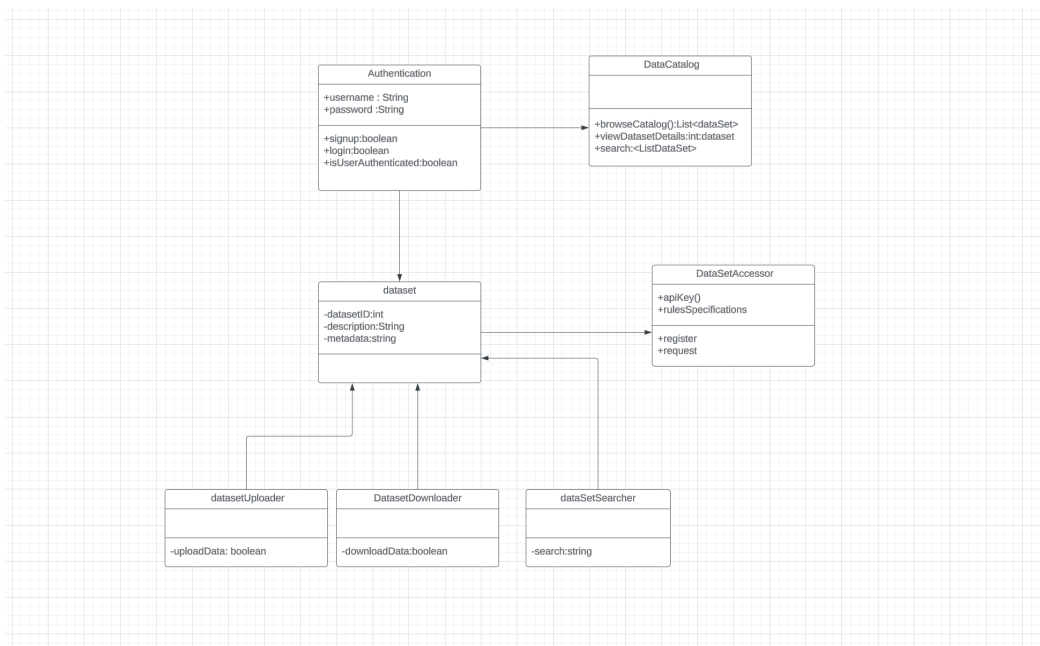 Authentication
+username : String
+password :String
+signup:boolean
+login:boolean
+isUserAuthenticated:boolean
DataCatalog
+browseCatalog():List<dataSet>
+viewDatasetDetails:int:dataset
+search:<ListDataSet>
dataset
-datasetID:int
-description:String
-metadata:string
DataSetAccessor
+apiKey()
+rulesSpecifications
+register
+request
datasetUploader
-uploadData: boolean
DatasetDownloader
-downloadData:boolean
dataSetSearcher
-search:string